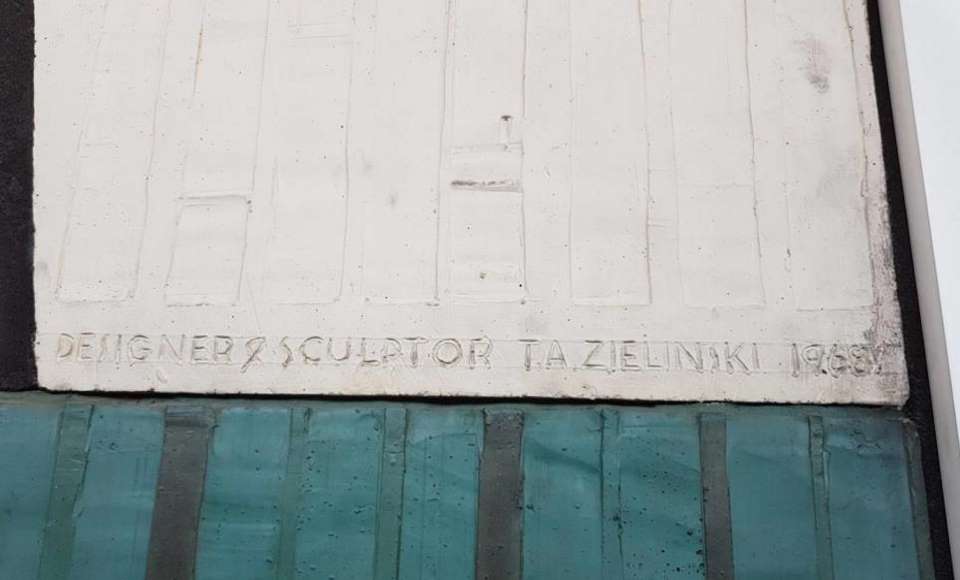 DESIGNER & SCULPTOR T.A. ZIELINSKI 1968